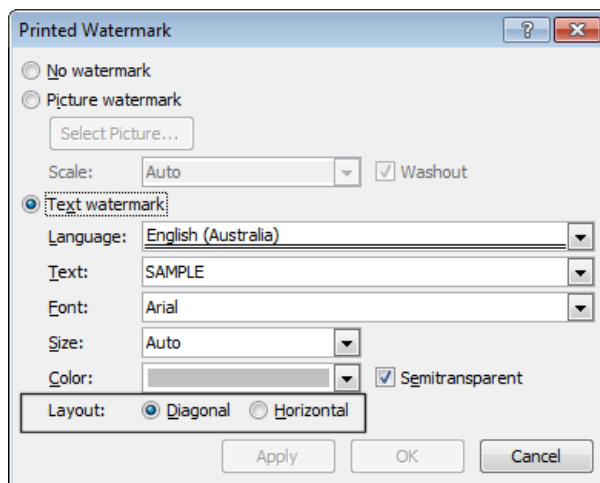 Printed Watermark
No watermark
Picture watermark
Select Picture...
Scale: Auto Washout
Text watermark
Language: English (Australia)
Text: SAMPLE
Font: Arial
Size: Auto
Color: Semitransparent
Layout: Diagonal Horizontal
Apply OK Cancel